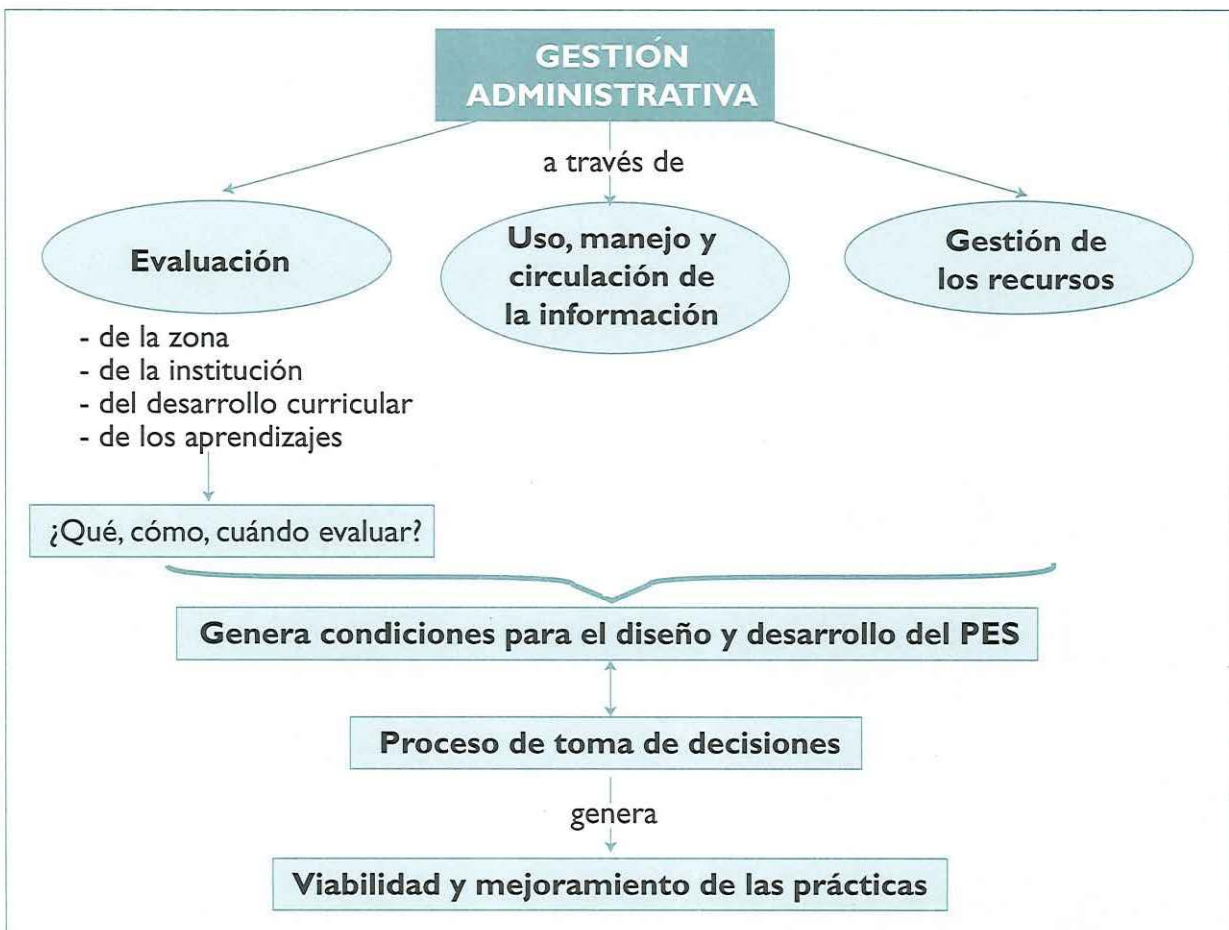 GESTIÓN
ADMINISTRATIVA
a través de
Evaluación
Uso, manejo y
circulación de
la información
Gestión de
los recursos
- de la zona
- de la institución
- del desarrollo curricular
- de los aprendizajes
¿Qué, cómo, cuándo evaluar?
Genera condiciones para el diseño y desarrollo del PES
Proceso de toma de decisiones
genera
Viabilidad y mejoramiento de las prácticas